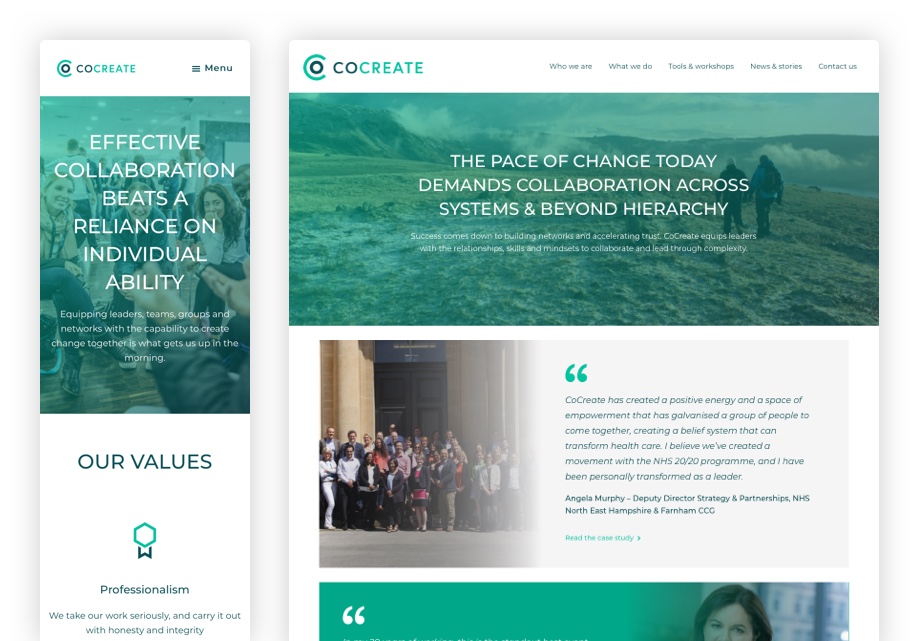 COCREATE
Menu
EFFECTIVE
COLLABORATION
BEATS A
RELIANCE ON
INDIVIDUAL
ABILITY
Equipping leaders, teams, groups and
networks with the capability to create
change together is what gets us up in the
morning.
OUR VALUES
Professionalism
We take our work seriously, and carry it out
with honesty and integrity
COCREATE
Who we are
What we do
Tools & workshops
News & stories
Contact us
THE PACE OF CHANGE TODAY
DEMANDS COLLABORATION ACROSS
SYSTEMS & BEYOND HIERARCHY
Success comes down to building networks and accelerating trust. CoCreate equips leaders
with the relationships, skills and mindsets to collaborate and lead through complexity.
“
CoCreate has created a positive energy and a space of
empowerment that has galvanised a group of people to
come together, creating a belief system that can
transform health care. I believe we've created a
movement with the NHS 20/20 programme, and I have
been personally transformed as a leader.
Angela Murphy – Deputy Director Strategy & Partnerships, NHS
North East Hampshire & Farnham CCG
Read the case study ›
“